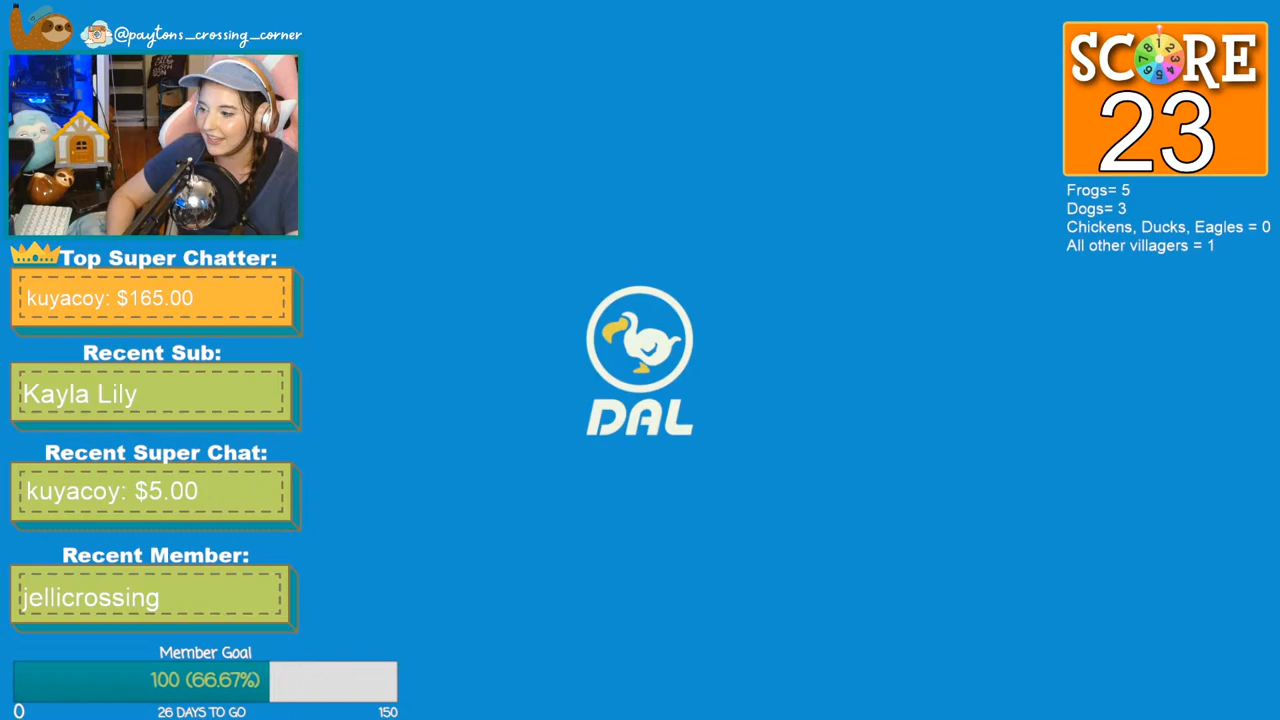 @paytons_crossing_corner
Top Super Chatter:
kuyacoy: $165.00
Recent Sub:
Kayla Lily
Recent Super Chat:
kuyacoy: $5.00
Recent Member:
jellicrossing
Member Goal
100 (66.67%)
0 26 DAYS TO GO 150
DAL
SCORE
23
Frogs= 5
Dogs= 3
Chickens, Ducks, Eagles = 0
All other villagers = 1